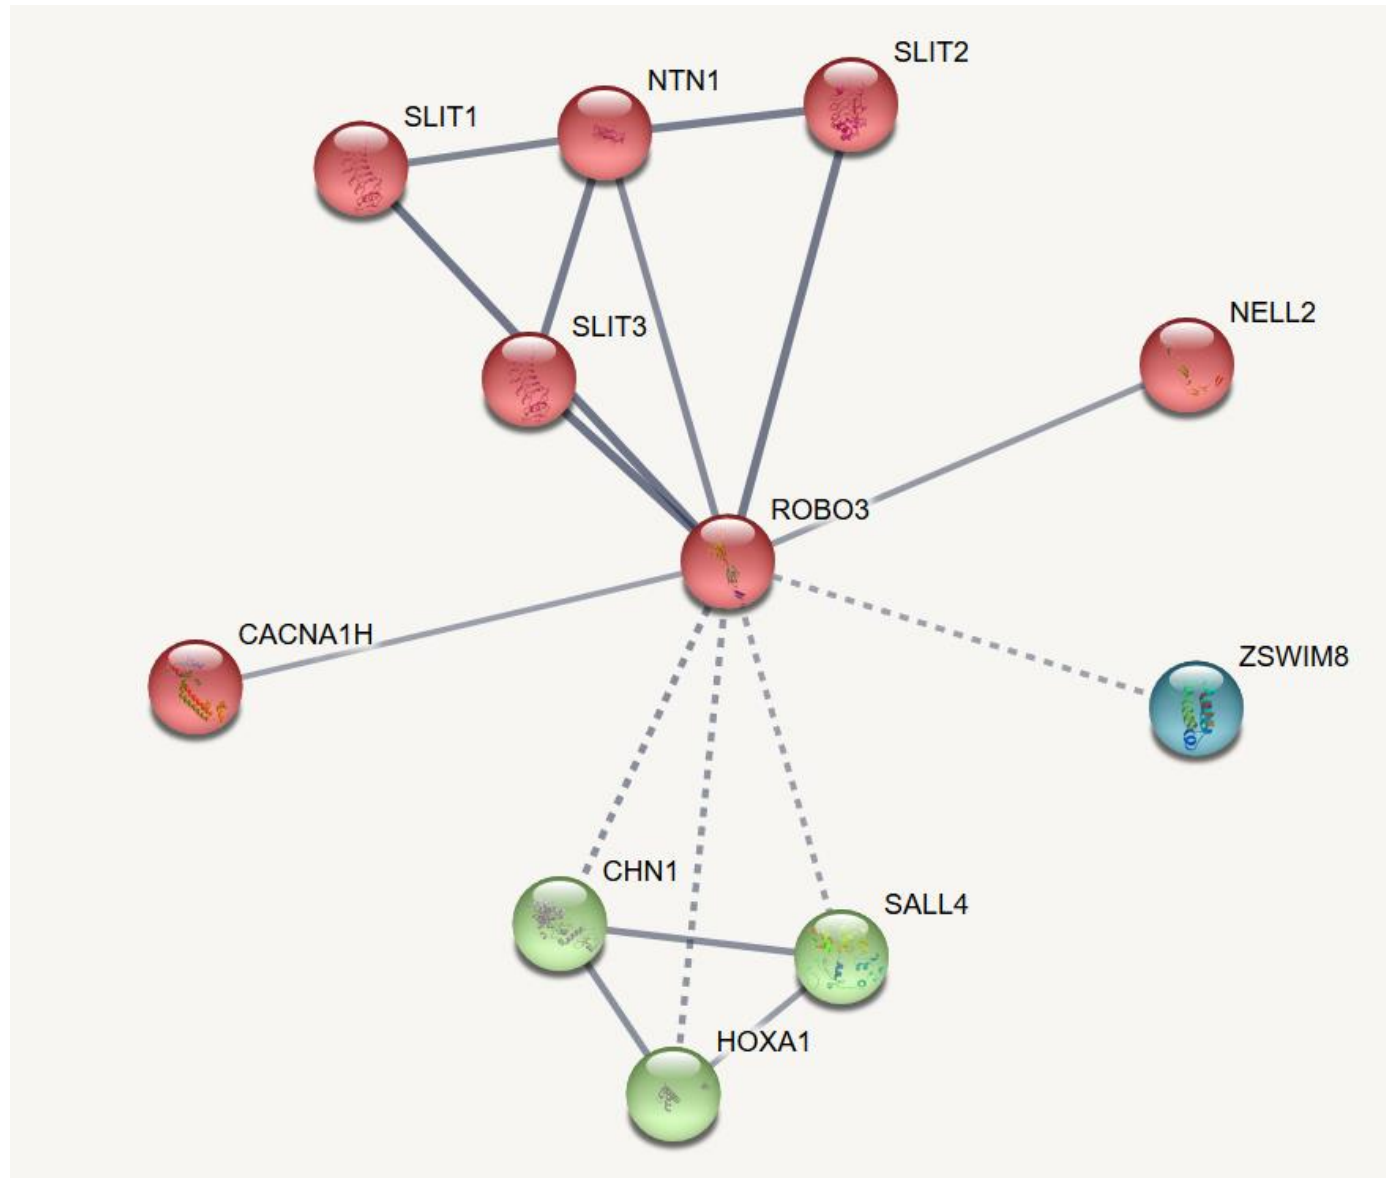 SLIT2
NTN1
SLIT1
NELL2
SLIT3
ROBO3
CACNA1H
ZSWIM8
CHN1
SALL4
HOXA1